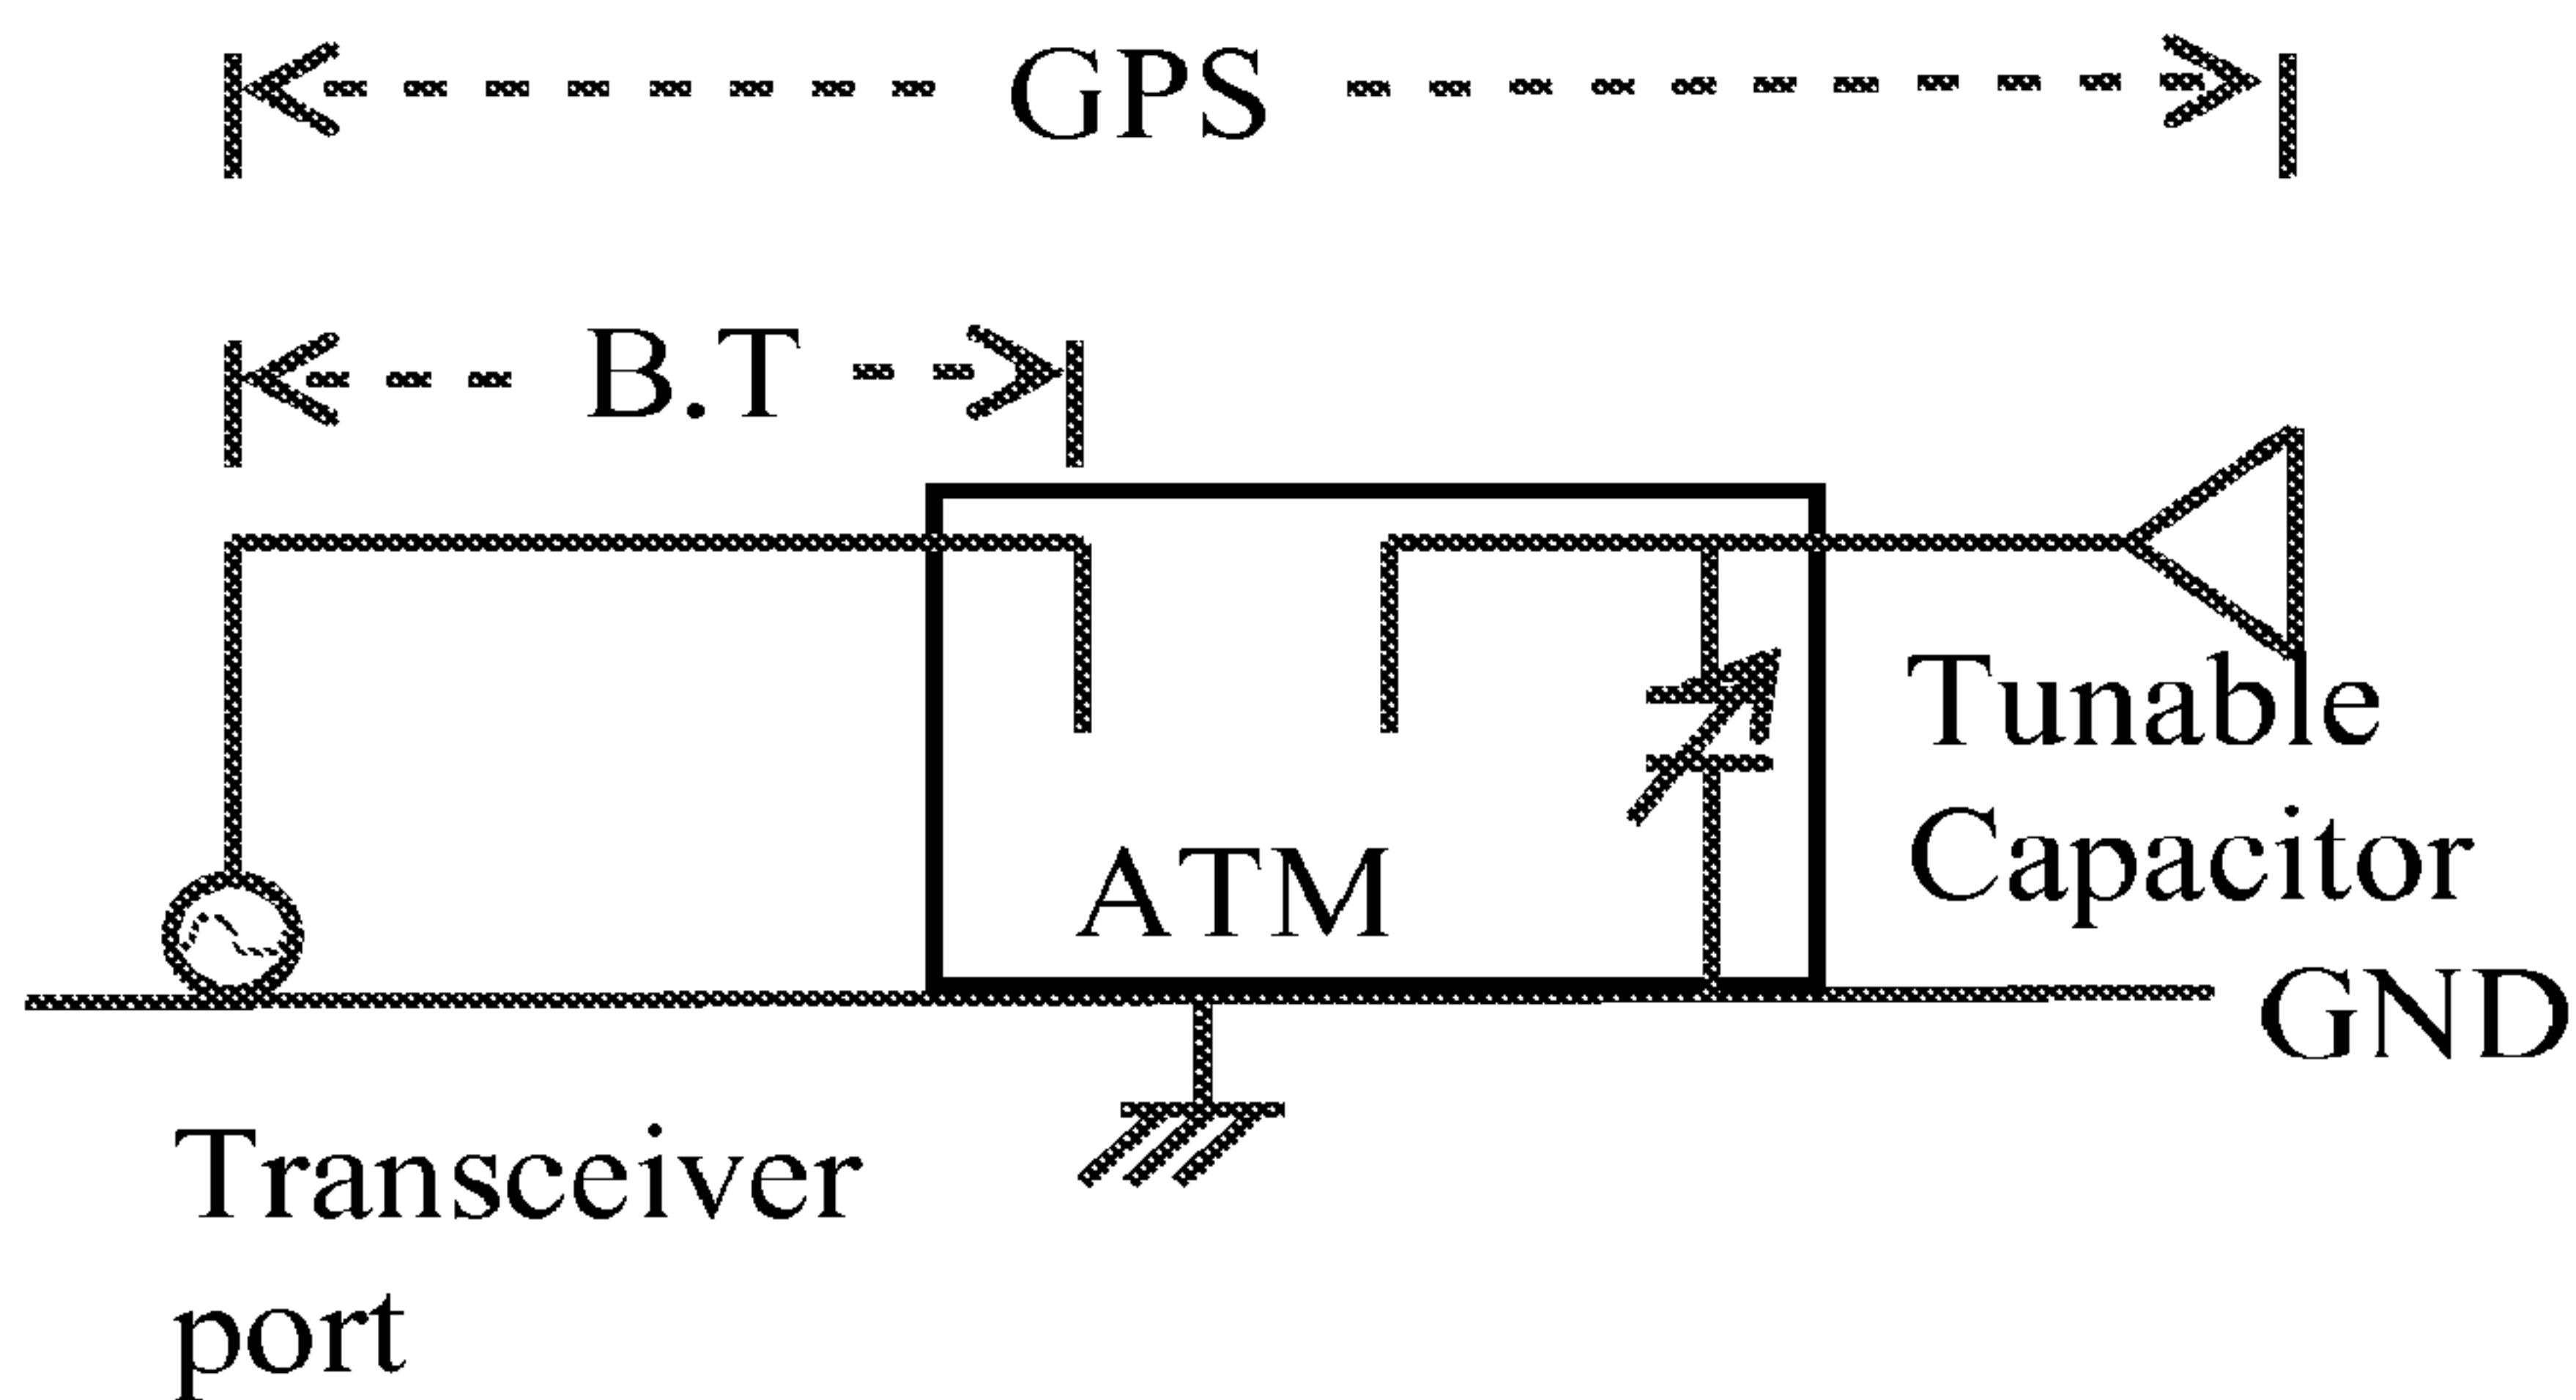 GPS
B.T
Tunable
Capacitor
ATM
GND
Transceiver
port